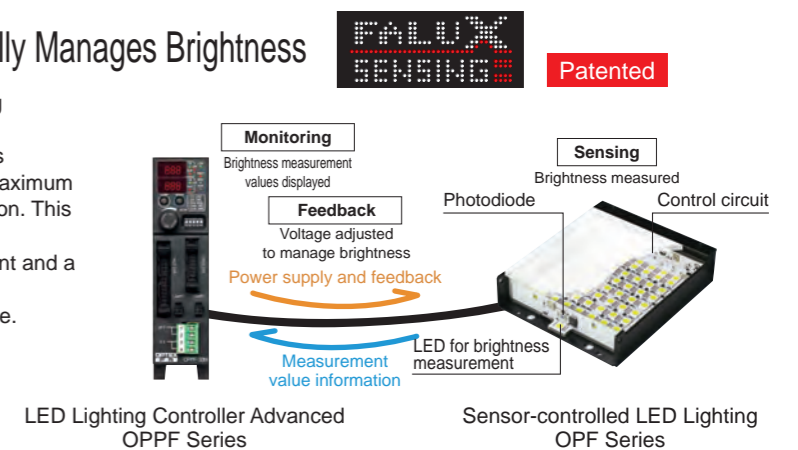 lly Manages Brightness
FALUX
SENSING
Patented
g
s
aximum
on. This
nt and a
e.
Monitoring
Brightness measurement
values displayed
Feedback
Voltage adjusted
to manage brightness
Power supply and feedback
Measurement
value information
Sensing
Brightness measured
Photodiode
Control circuit
LED for brightness
measurement
OPTEX
LED Lighting Controller Advanced
OPPF Series
Sensor-controlled LED Lighting
OPF Series